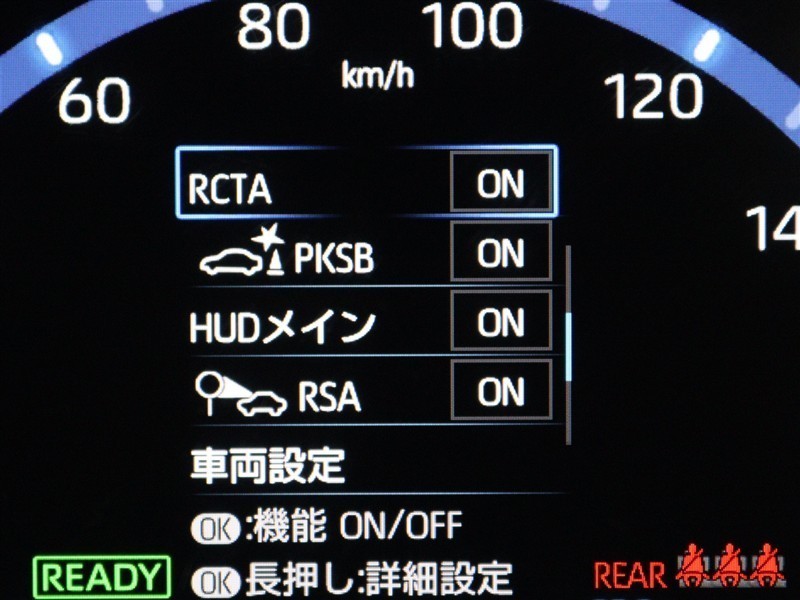 80 100
km/h
60 120
14
RCTA ON
PKSB ON
HUDメイン ON
RSA ON
車両設定
OK:機能 ON/OFF
READY OK長押し:詳細設定 REAR